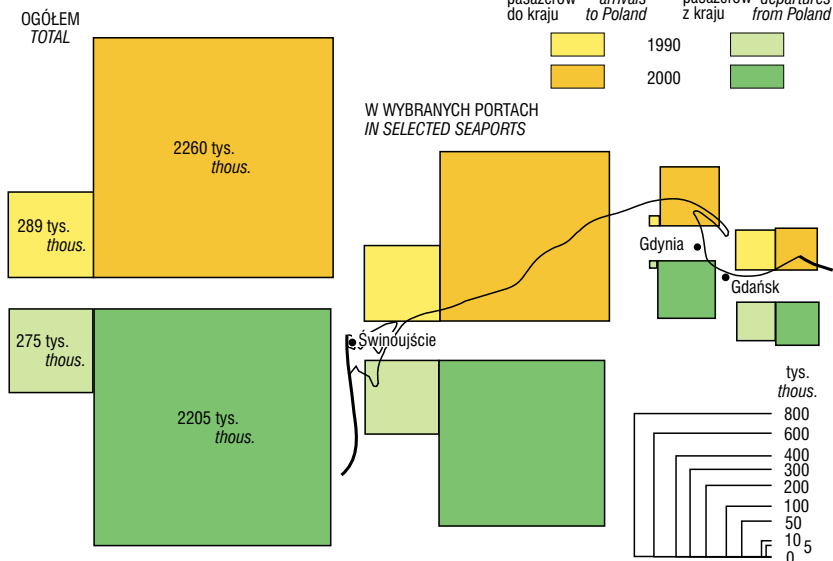 OGÓŁEM
TOTAL
pasażerów arrivals
do kraju to Poland
pasażerów departures
z kraju from Poland
1990
2000
W WYBRANYCH PORTACH
IN SELECTED SEAPORTS
2260 tys.
thous.
289 tys.
thous.
275 tys.
thous.
2205 tys.
thous.
Gdynia
Gdańsk
Świnoujście
tys.
thous.
800
600
400
300
200
100
50
10
5
0